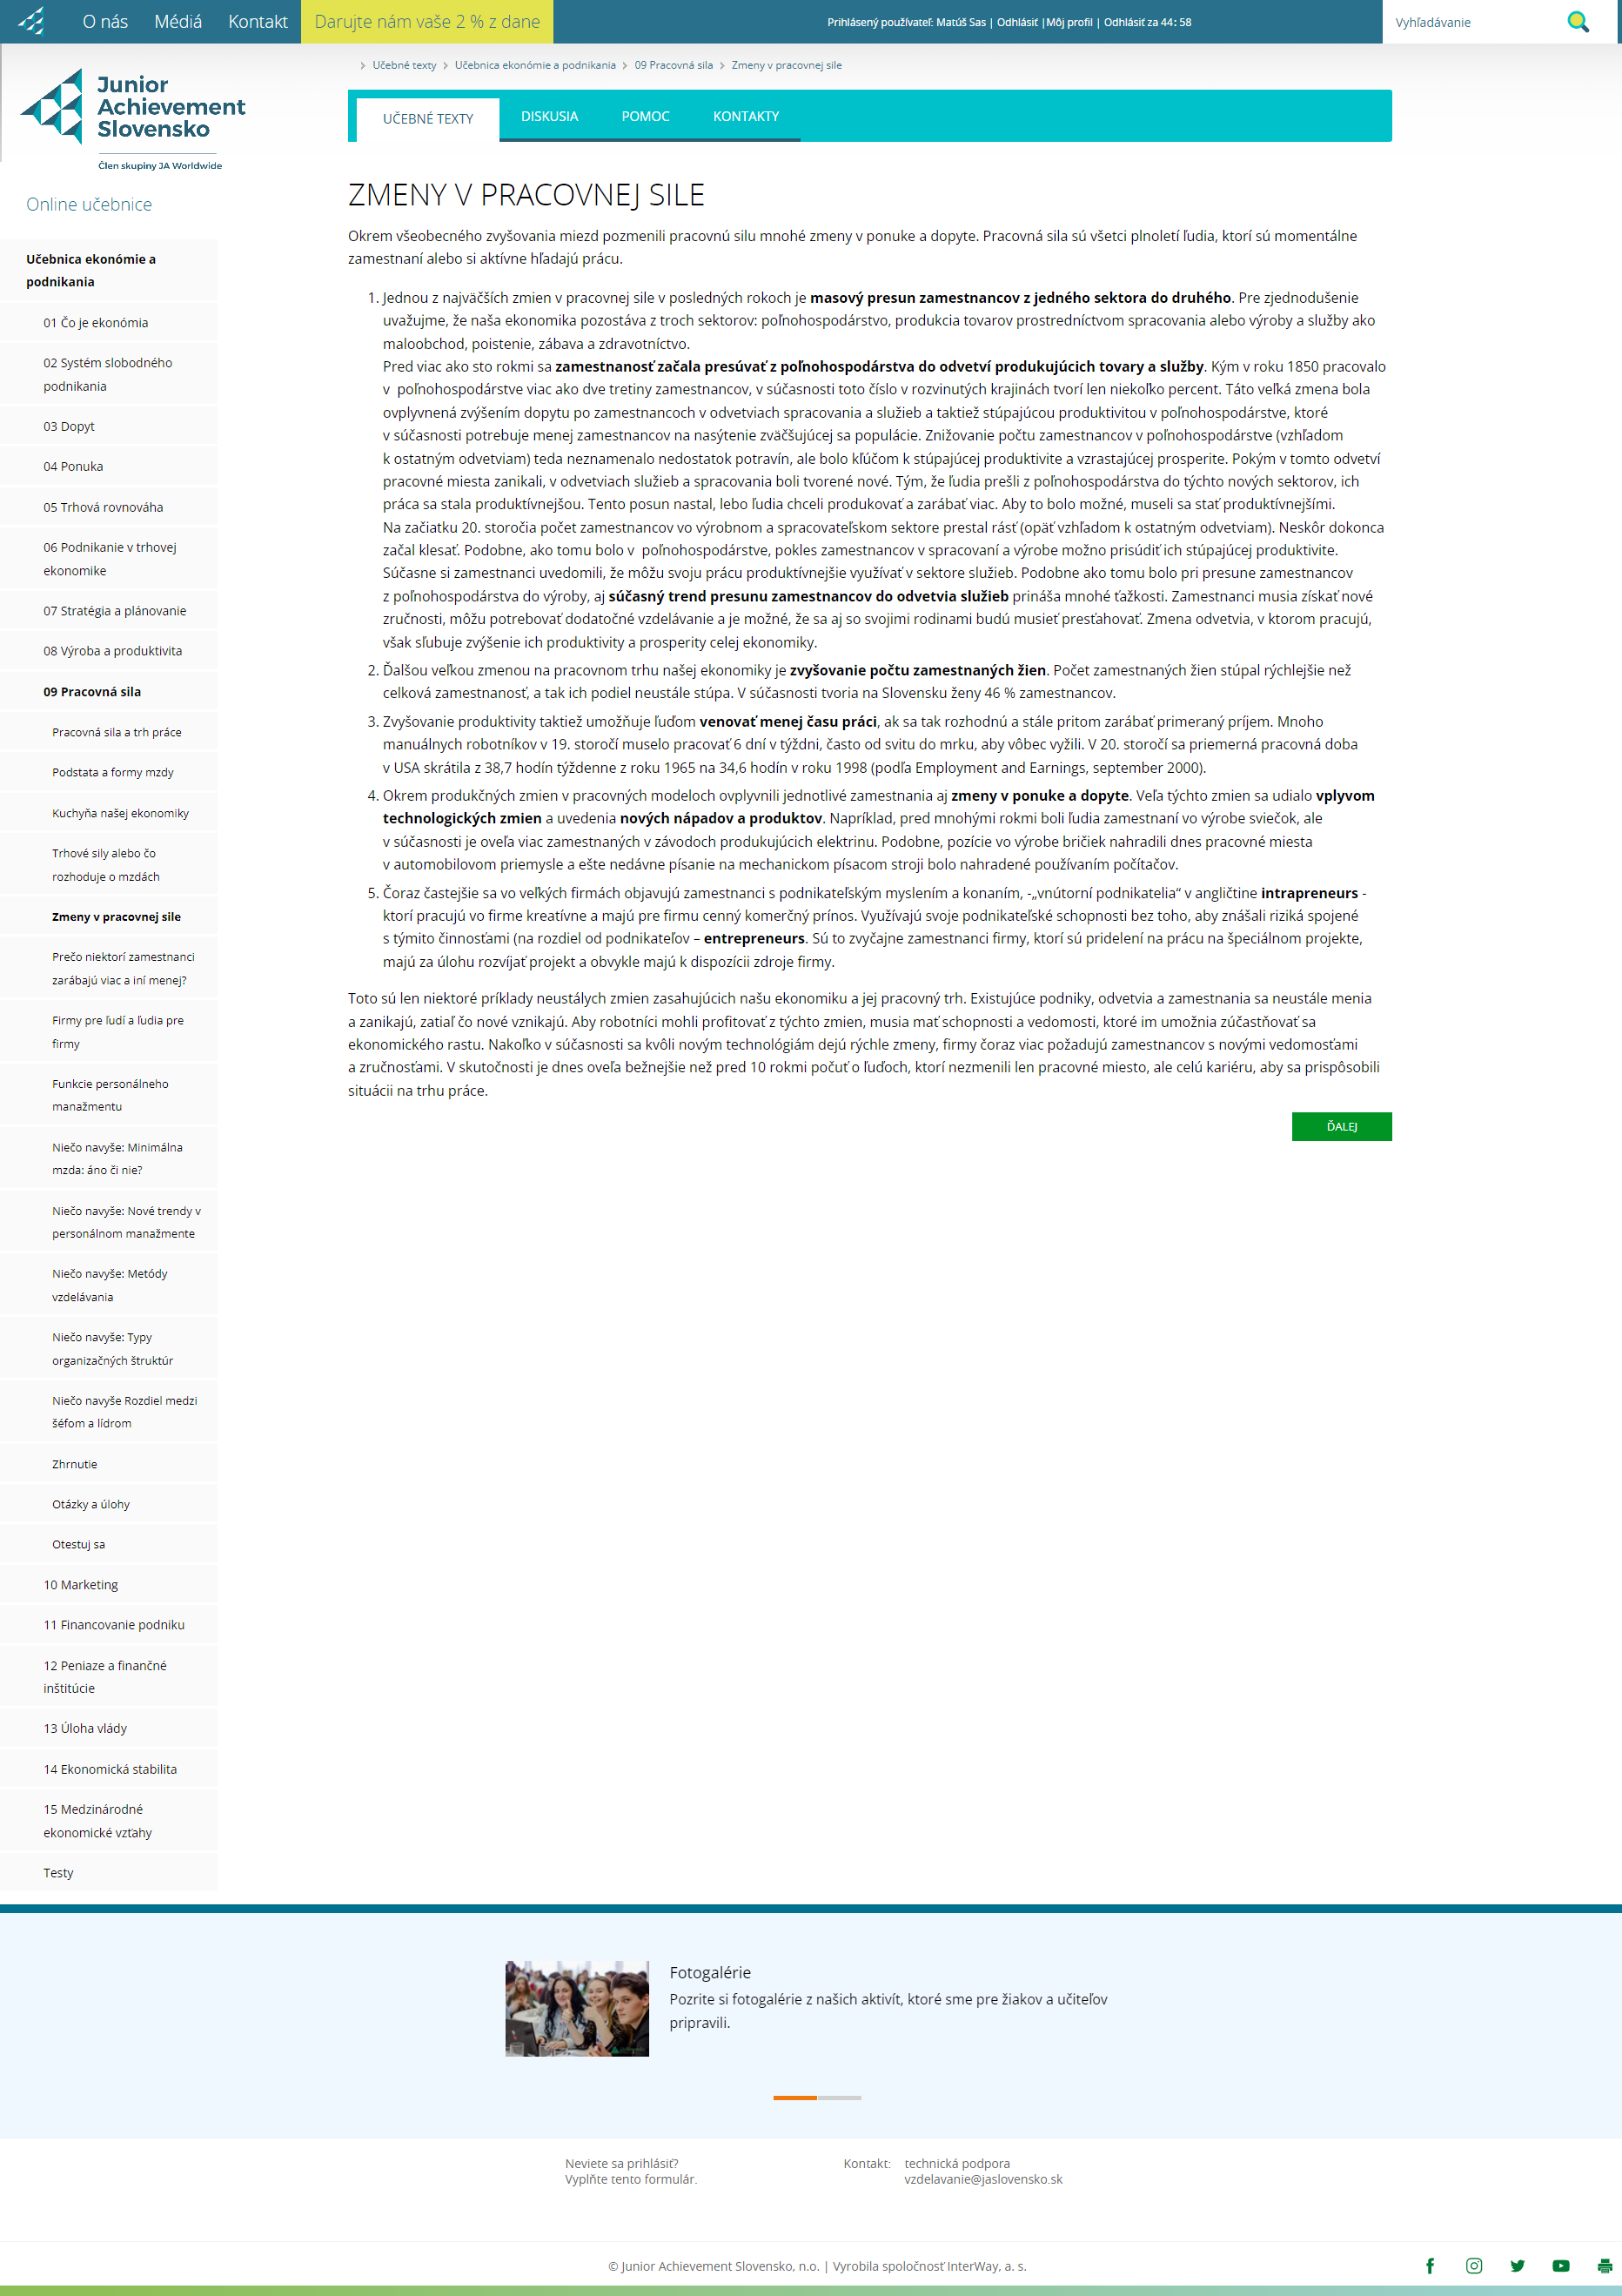 O nás Médiá Kontakt Darujte nám vaše 2 % z dane Prihlásený používateľ: Matúš Sas | Odhlásiť |Môj profil | Odhlásiť za 44: 58 Vyhľadávanie
Junior
Achievement
Slovensko
Člen skupiny JA Worldwide
Učebné texty Učebnica ekonómie a podnikania 09 Pracovná sila Zmeny v pracovnej sile
UČEBNÉ TEXTY DISKUSIA POMOC KONTAKTY
Online učebnice
Učebnica ekonómie a
podnikania
01 Čo je ekonómia
02 Systém slobodného
podnikania
03 Dopyt
04 Ponuka
05 Trhová rovnováha
06 Podnikanie v trhovej
ekonomike
07 Stratégia a plánovanie
08 Výroba a produktivita
09 Pracovná sila
Pracovná sila a trh práce
Podstata a formy mzdy
Kuchyňa našej ekonomiky
Trhové sily alebo čo
rozhoduje o mzdách
Zmeny v pracovnej sile
Prečo niektorí zamestnanci
zarábajú viac a iní menej?
Firmy pre ľudí a ľudia pre
firmy
Funkcie personálneho
manažmentu
Niečo navyše: Minimálna
mzda: áno či nie?
Niečo navyše: Nové trendy v
personálnom manažmente
Niečo navyše: Metódy
vzdelávania
Niečo navyše: Typy
organizačných štruktúr
Niečo navyše Rozdiel medzi
šéfom a lídrom
Zhrnutie
Otázky a úlohy
Otestuj sa
10 Marketing
11 Financovanie podniku
12 Peniaze a finančné
inštitúcie
13 Úloha vlády
14 Ekonomická stabilita
15 Medzinárodné
ekonomické vzťahy
Testy
ZMENY V PRACOVNEJ SILE
Okrem všeobecného zvyšovania miezd pozmenili pracovnú silu mnohé zmeny v ponuke a dopyte. Pracovná sila sú všetci plnoletí ľudia, ktorí sú momentálne
zamestnaní alebo si aktívne hľadajú prácu.
1. Jednou z najväčších zmien v pracovnej sile v posledných rokoch je masový presun zamestnancov z jedného sektora do druhého. Pre zjednodušenie
uvažujme, že naša ekonomika pozostáva z troch sektorov: poľnohospodárstvo, produkcia tovarov prostredníctvom spracovania alebo výroby a služby ako
maloobchod, poistenie, zábava a zdravotníctvo.
Pred viac ako sto rokmi sa zamestnanosť začala presúvať z poľnohospodárstva do odvetví produkujúcich tovary a služby. Kým v roku 1850 pracovalo
v  poľnohospodárstve viac ako dve tretiny zamestnancov, v súčasnosti toto číslo v rozvinutých krajinách tvorí len niekoľko percent. Táto veľká zmena bola
ovplyvnená zvýšením dopytu po zamestnancoch v odvetviach spracovania a služieb a taktiež stúpajúcou produktivitou v poľnohospodárstve, ktoré
v súčasnosti potrebuje menej zamestnancov na nasýtenie zväčšujúcej sa populácie. Znižovanie počtu zamestnancov v poľnohospodárstve (vzhľadom
k ostatným odvetviam) teda neznamenalo nedostatok potravín, ale bolo kľúčom k stúpajúcej produktivite a vzrastajúcej prosperite. Pokým v tomto odvetví
pracovné miesta zanikali, v odvetviach služieb a spracovania boli tvorené nové. Tým, že ľudia prešli z poľnohospodárstva do týchto nových sektorov, ich
práca sa stala produktívnejšou. Tento posun nastal, lebo ľudia chceli produkovať a zarábať viac. Aby to bolo možné, museli sa stať produktívnejšími.
Na začiatku 20. storočia počet zamestnancov vo výrobnom a spracovateľskom sektore prestal rásť (opäť vzhľadom k ostatným odvetviam). Neskôr dokonca
začal klesať. Podobne, ako tomu bolo v  poľnohospodárstve, pokles zamestnancov v spracovaní a výrobe možno prisúdiť ich stúpajúcej produktivite.
Súčasne si zamestnanci uvedomili, že môžu svoju prácu produktívnejšie využívať v sektore služieb. Podobne ako tomu bolo pri presune zamestnancov
z poľnohospodárstva do výroby, aj súčasný trend presunu zamestnancov do odvetvia služieb prináša mnohé ťažkosti. Zamestnanci musia získať nové
zručnosti, môžu potrebovať dodatočné vzdelávanie a je možné, že sa aj so svojimi rodinami budú musieť presťahovať. Zmena odvetvia, v ktorom pracujú,
však sľubuje zvýšenie ich produktivity a prosperity celej ekonomiky.
2. Ďalšou veľkou zmenou na pracovnom trhu našej ekonomiky je zvyšovanie počtu zamestnaných žien. Počet zamestnaných žien stúpal rýchlejšie než
celková zamestnanosť, a tak ich podiel neustále stúpa. V súčasnosti tvoria na Slovensku ženy 46 % zamestnancov.
3. Zvyšovanie produktivity taktiež umožňuje ľuďom venovať menej času práci, ak sa tak rozhodnú a stále pritom zarábať primeraný príjem. Mnoho
manuálnych robotníkov v 19. storočí muselo pracovať 6 dní v týždni, často od svitu do mrku, aby vôbec vyžili. V 20. storočí sa priemerná pracovná doba
v USA skrátila z 38,7 hodín týždenne z roku 1965 na 34,6 hodín v roku 1998 (podľa Employment and Earnings, september 2000).
4. Okrem produkčných zmien v pracovných modeloch ovplyvnili jednotlivé zamestnania aj zmeny v ponuke a dopyte. Veľa týchto zmien sa udialo vplyvom
technologických zmien a uvedenia nových nápadov a produktov. Napríklad, pred mnohými rokmi boli ľudia zamestnaní vo výrobe sviečok, ale
v súčasnosti je oveľa viac zamestnaných v závodoch produkujúcich elektrinu. Podobne, pozície vo výrobe bričiek nahradili dnes pracovné miesta
v automobilovom priemysle a ešte nedávne písanie na mechanickom písacom stroji bolo nahradené používaním počítačov.
5. Čoraz častejšie sa vo veľkých firmách objavujú zamestnanci s podnikateľským myslením a konaním, -„vnútorní podnikatelia“ v angličtine intrapreneurs -
ktorí pracujú vo firme kreatívne a majú pre firmu cenný komerčný prínos. Využívajú svoje podnikateľské schopnosti bez toho, aby znášali riziká spojené
s týmito činnosťami (na rozdiel od podnikateľov – entrepreneurs. Sú to zvyčajne zamestnanci firmy, ktorí sú pridelení na prácu na špeciálnom projekte,
majú za úlohu rozvíjať projekt a obvykle majú k dispozícii zdroje firmy.
Toto sú len niektoré príklady neustálych zmien zasahujúcich našu ekonomiku a jej pracovný trh. Existujúce podniky, odvetvia a zamestnania sa neustále menia
a zanikajú, zatiaľ čo nové vznikajú. Aby robotníci mohli profitovať z týchto zmien, musia mať schopnosti a vedomosti, ktoré im umožnia zúčastňovať sa
ekonomického rastu. Nakoľko v súčasnosti sa kvôli novým technológiám dejú rýchle zmeny, firmy čoraz viac požadujú zamestnancov s novými vedomosťami
a zručnosťami. V skutočnosti je dnes oveľa bežnejšie než pred 10 rokmi počuť o ľuďoch, ktorí nezmenili len pracovné miesto, ale celú kariéru, aby sa prispôsobili
situácii na trhu práce.
ĎALEJ
Fotogalérie
Pozrite si fotogalérie z našich aktivít, ktoré sme pre žiakov a učiteľov
pripravili.
Neviete sa prihlásiť? Kontakt: technická podpora
Vyplňte tento formulár. vzdelavanie@jaslovensko.sk
© Junior Achievement Slovensko, n.o. | Vyrobila spoločnosť InterWay, a. s.